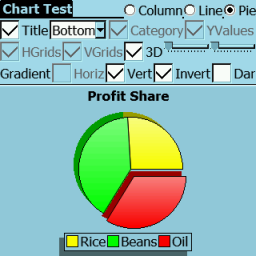 Chart Test Column Line Pie
Title Bottom Category YValues
HGrids VGrids 3D
Gradient Horiz Vert Invert Dar
Profit Share
Rice Beans Oil